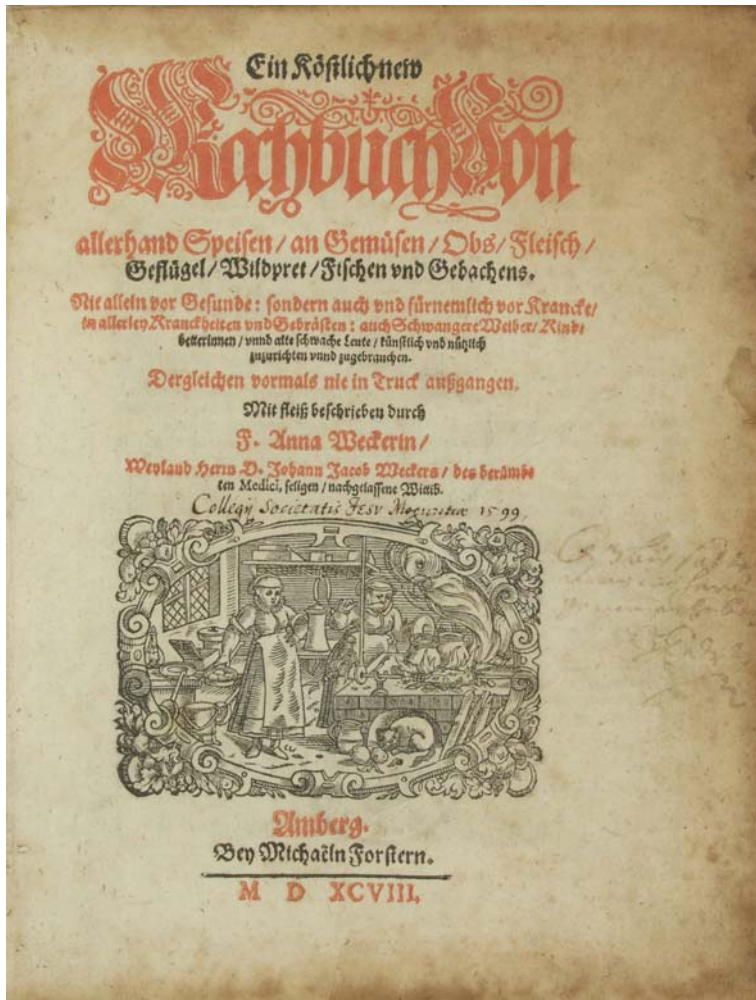 Ein Köstlich new
Kochbuch Von
allerhand Speisen / an Gemüsen / Obs / Fleisch /
Geflügel / Wildpret / Fischen vnd Gebachens.
Nit allein vor Gesunde: sondern auch vnd fürnemlich vor Krancke /
in allerley Kranckheiten vnd Gebrästen: auch Schwangere Weiber / Kind-
betterinnen / vnnd alte schwache Leute / künstlich vnd nützlich
zuzurichten vnnd zugebrauchen.
Dergleichen vormals nie in Truck außgangen.
Mit fleiß beschrieben durch
F. Anna Weckerin /
Weyland Herrn D. Johann Jacob Weckers / des berümb-
ten Medici, seligen / nachgelassene Wittib.
Collegij Societatis Jesv Moguntiæ 1599
Amberg.
Bey Michaëln Forstern.
M D XCVIII.